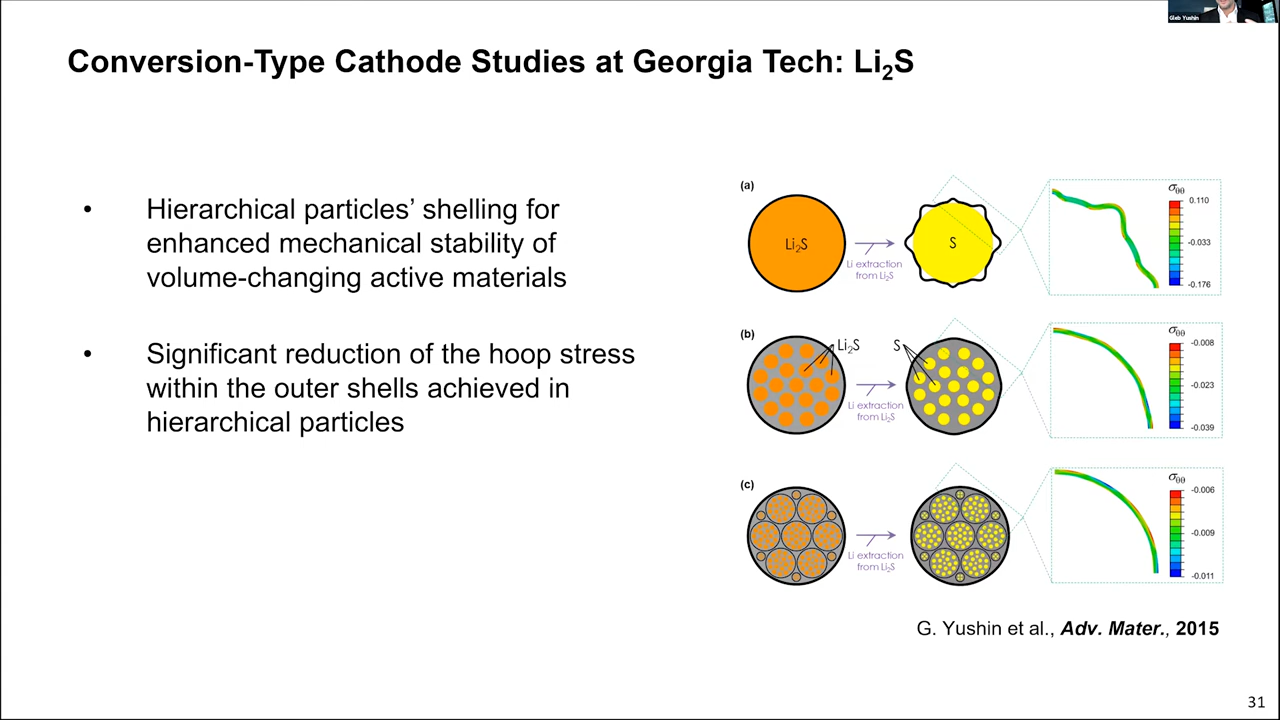 Gleb Yushin
Conversion-Type Cathode Studies at Georgia Tech: Li₂S
• Hierarchical particles’ shelling for
enhanced mechanical stability of
volume-changing active materials
• Significant reduction of the hoop stress
within the outer shells achieved in
hierarchical particles
(a)
Li₂S
Li extraction
from Li₂S
S
σθθ
0.110
-0.033
-0.176
(b)
Li₂S
S
Li extraction
from Li₂S
σθθ
-0.008
-0.023
-0.039
(c)
Li extraction
from Li₂S
σθθ
-0.006
-0.009
-0.011
G. Yushin et al., Adv. Mater., 2015
31